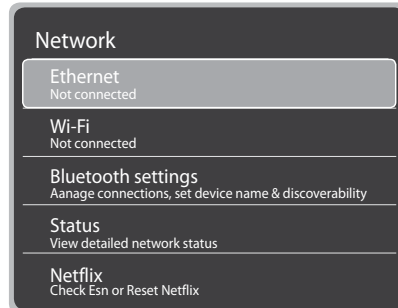 Network
Ethernet
Not connected
Wi-Fi
Not connected
Bluetooth settings
Aanage connections, set device name & discoverability
Status
View detailed network status
Netflix
Check Esn or Reset Netflix